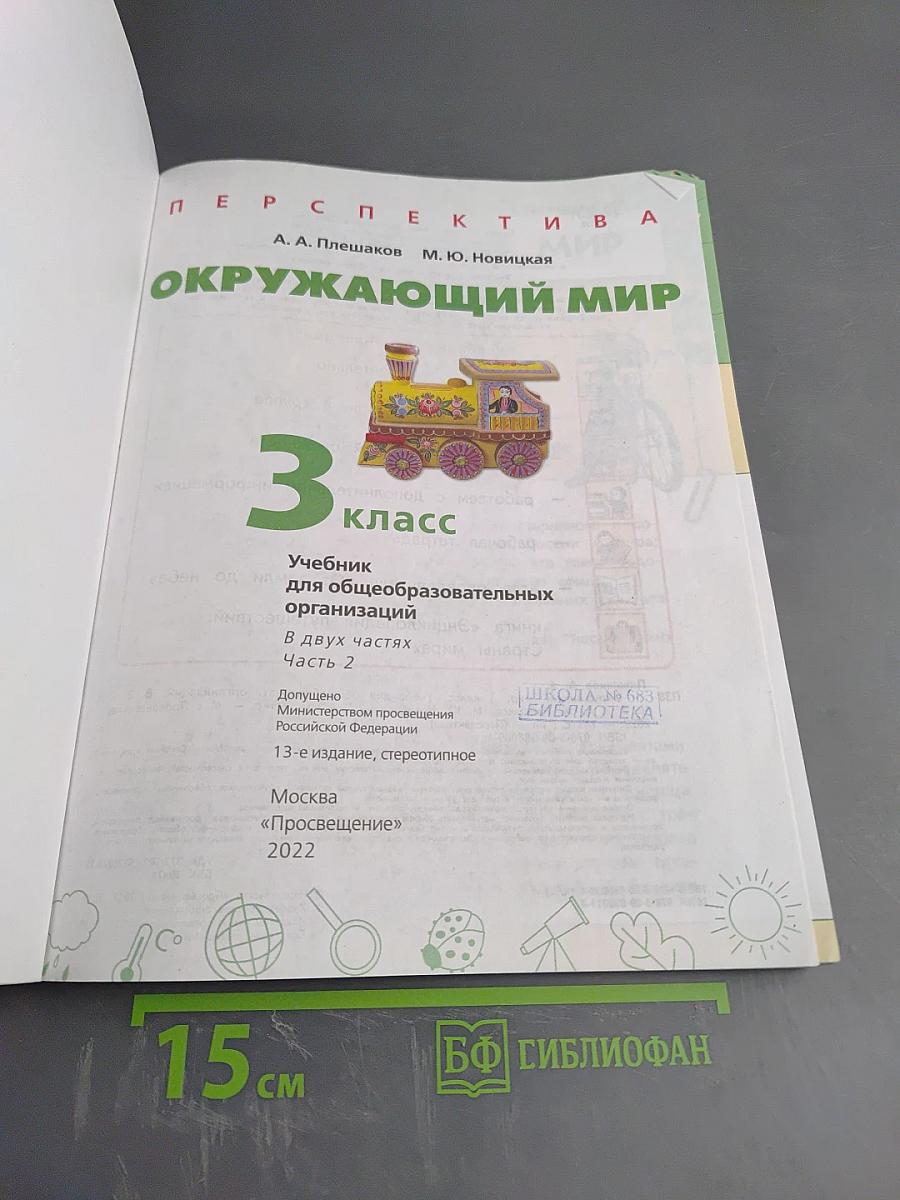 ПЕРСПЕКТИВА
А. А. Плешаков М. Ю. Новицкая
ОКРУЖАЮЩИЙ МИР
3 класс
Учебник
для общеобразовательных
организаций
В двух частях
Часть 2
Допущено
Министерством просвещения
Российской Федерации
ШКОЛА № 683
БИБЛИОТЕКА
13-е издание, стереотипное
Москва
«Просвещение»
2022
°C
15 см
БФ БИБЛИОФАН